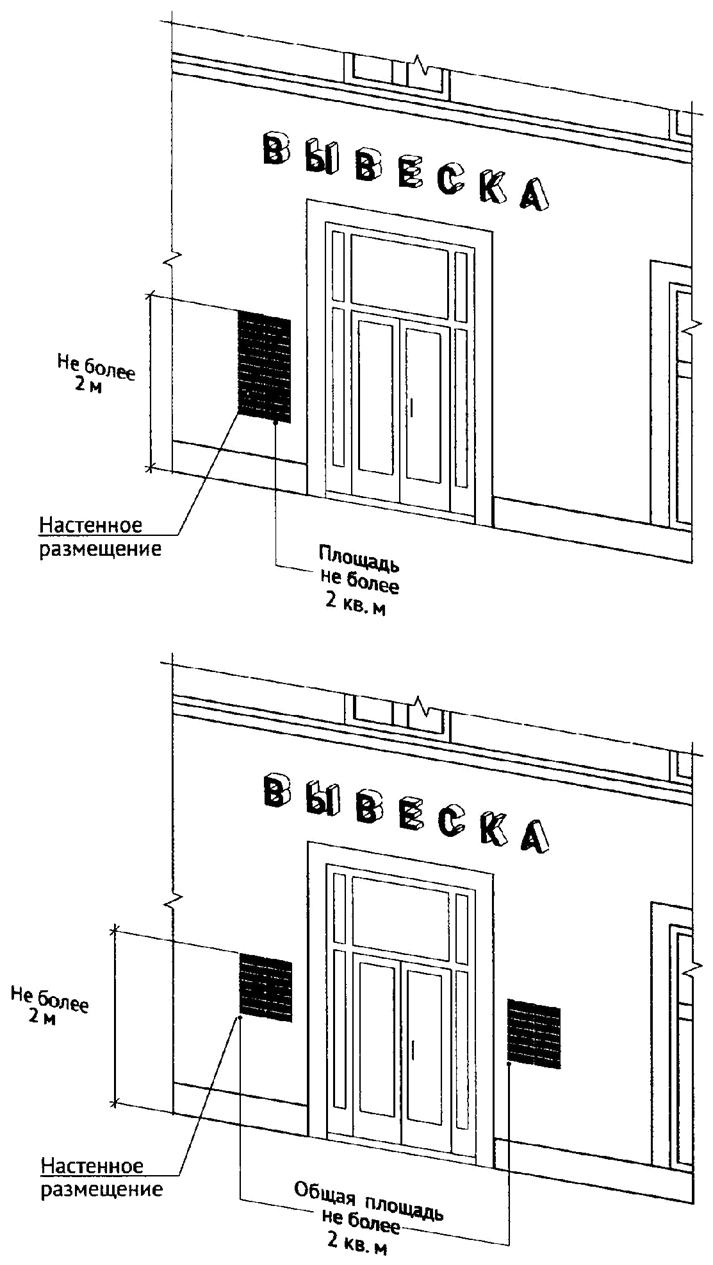 ВЫВЕСКА
Не более
2 м
Настенное
размещение
Площадь
не более
2 кв. м
ВЫВЕСКА
Не более
2 м
Настенное
размещение
Общая площадь
не более
2 кв. м